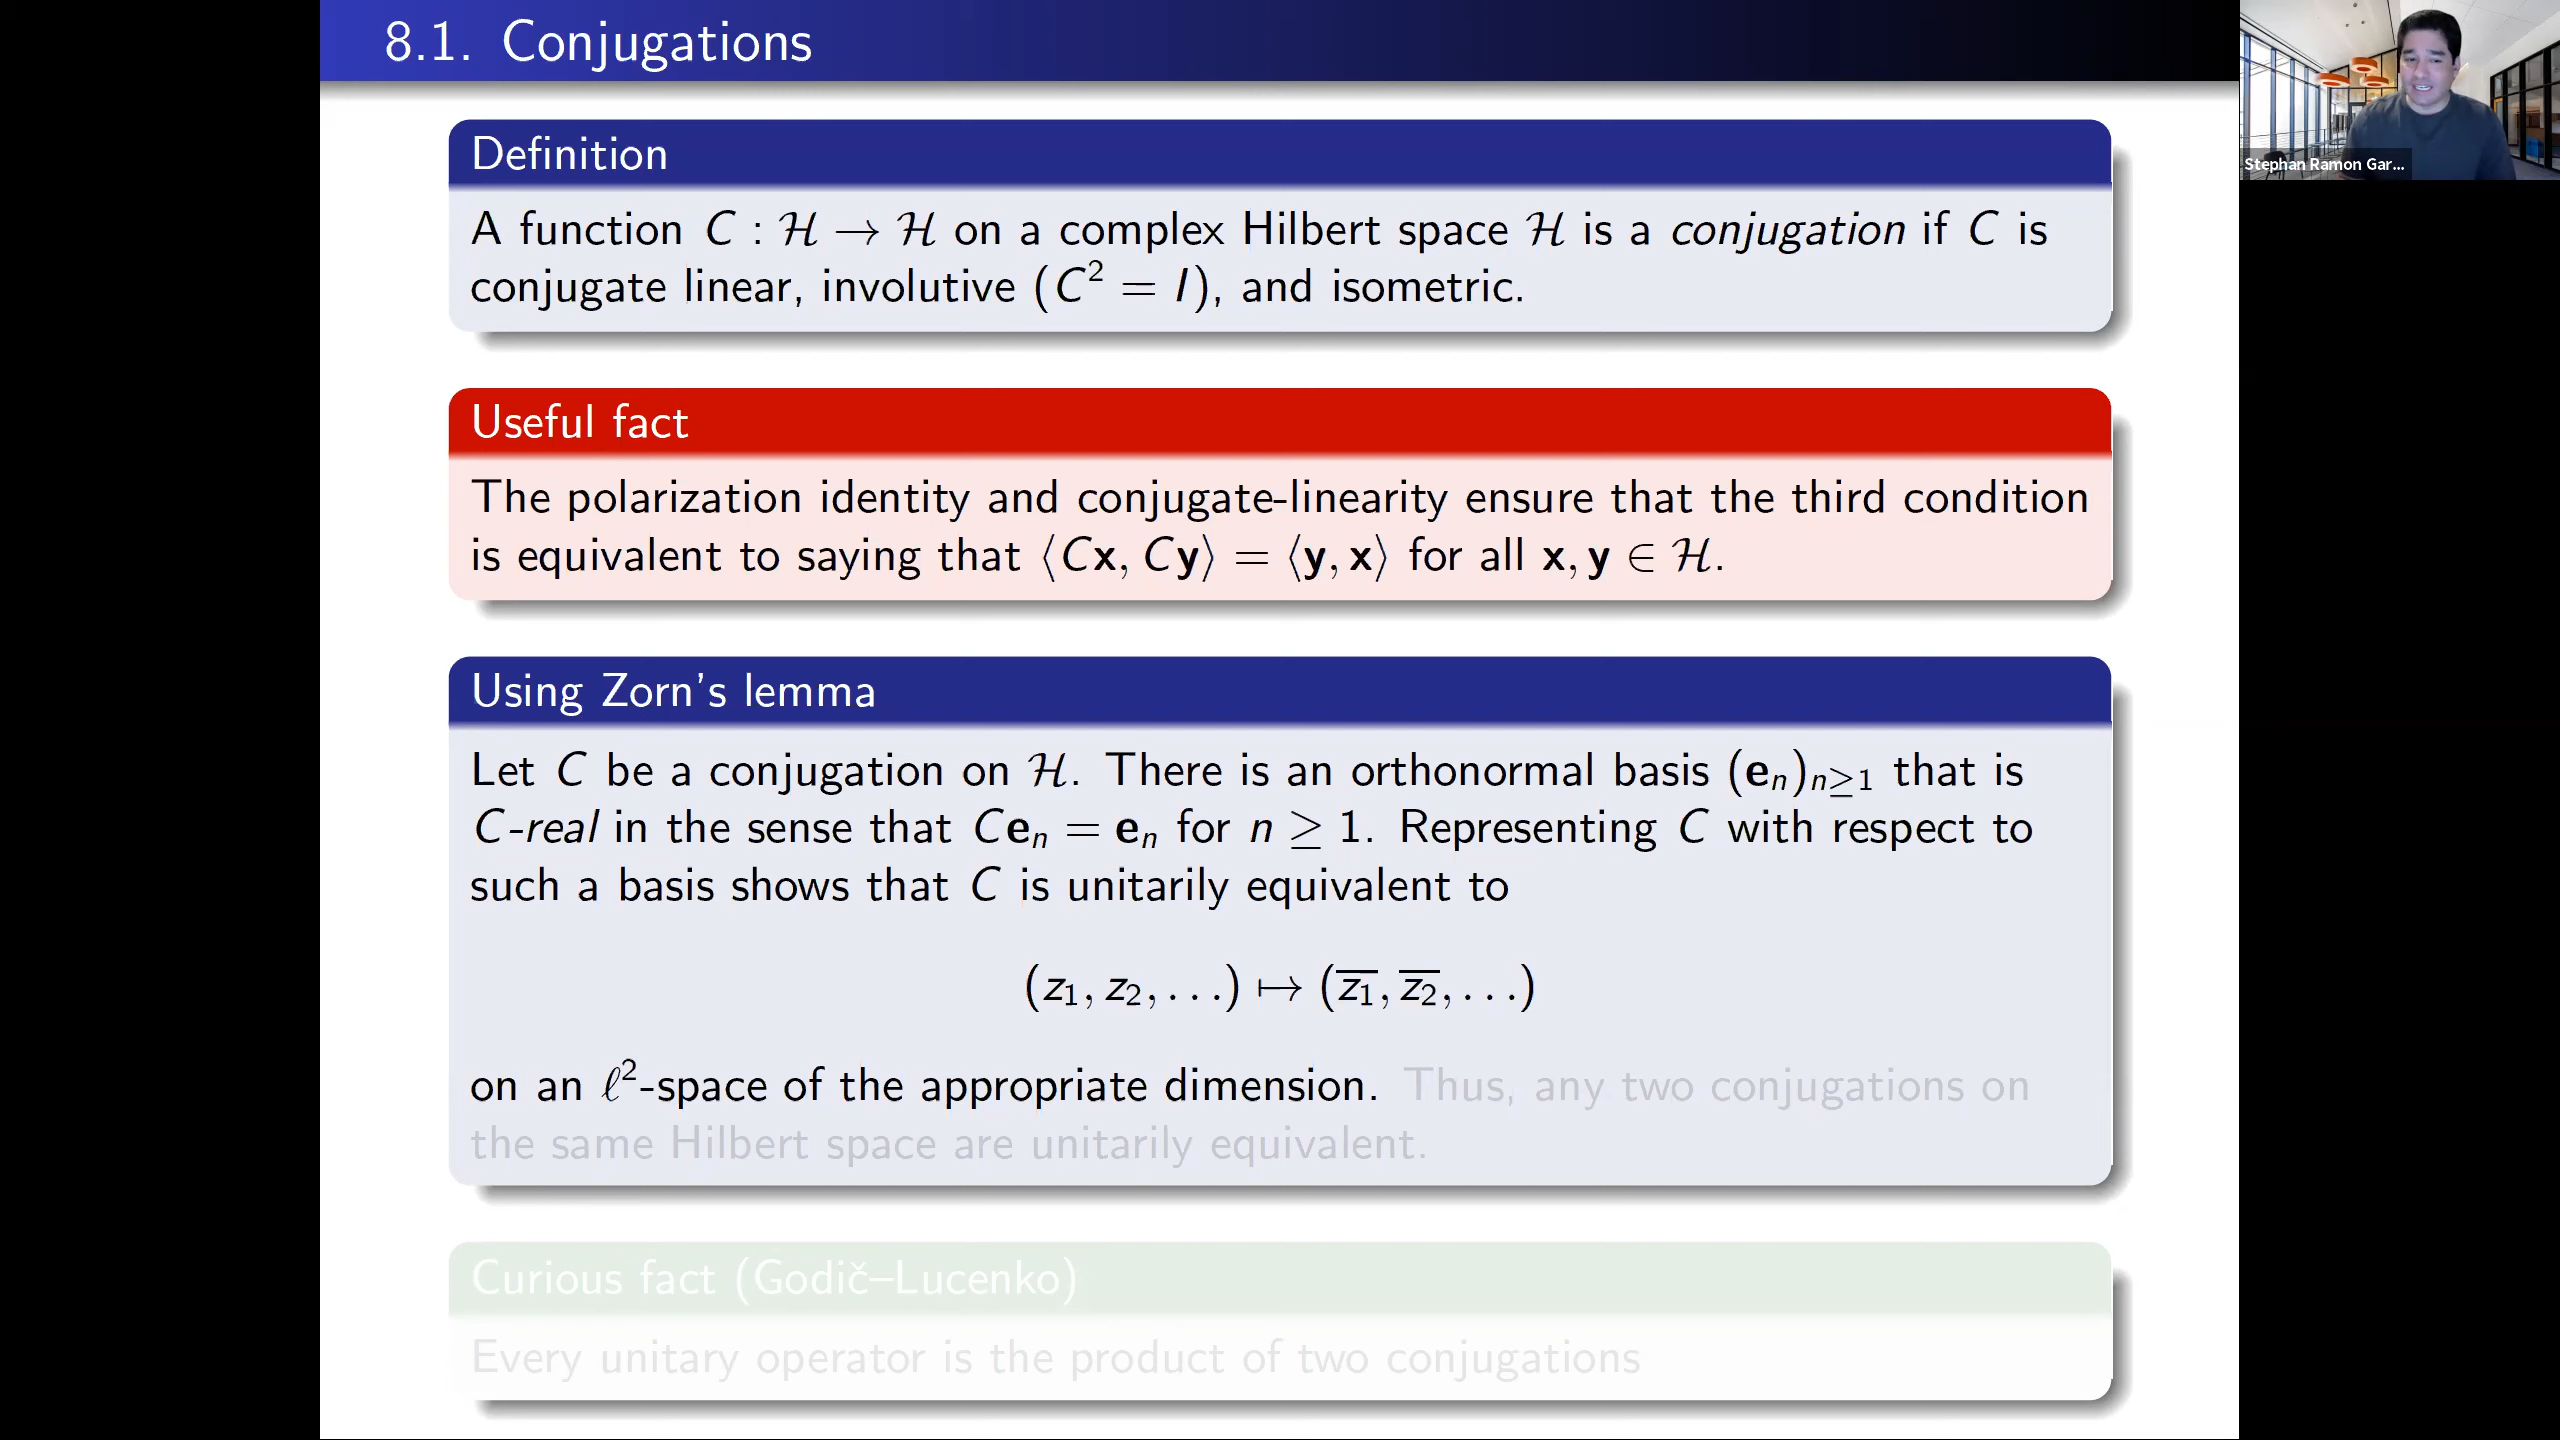 8.1. Conjugations
Stephan Ramon Gar...
Definition
A function C : ℋ → ℋ on a complex Hilbert space ℋ is a conjugation if C is
conjugate linear, involutive (C² = I), and isometric.
Useful fact
The polarization identity and conjugate-linearity ensure that the third condition
is equivalent to saying that ⟨Cx, Cy⟩ = ⟨y, x⟩ for all x, y ∈ ℋ.
Using Zorn's lemma
Let C be a conjugation on ℋ. There is an orthonormal basis (eₙ)ₙ≥₁ that is
C-real in the sense that Ceₙ = eₙ for n ≥ 1. Representing C with respect to
such a basis shows that C is unitarily equivalent to
(z₁, z₂, . . .) ↦ (z̅₁, z̅₂, . . .)
on an ℓ²-space of the appropriate dimension. Thus, any two conjugations on
the same Hilbert space are unitarily equivalent.
Curious fact (Godič–Lucenko)
Every unitary operator is the product of two conjugations